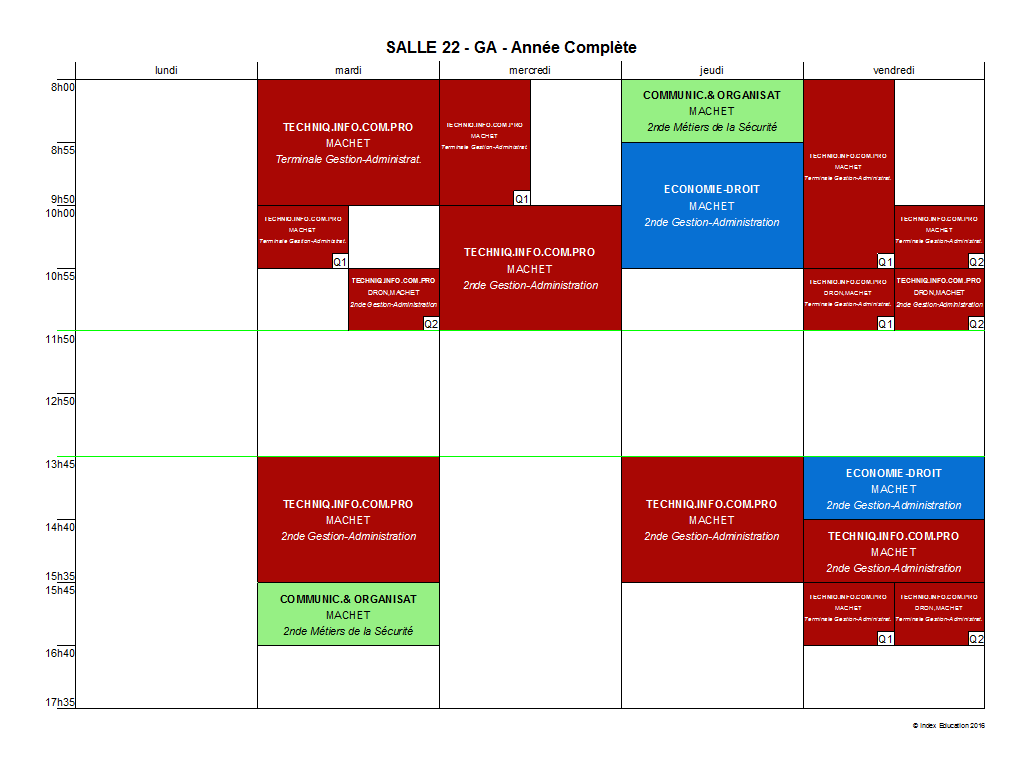 SALLE 22 - GA - Année Complète
lundi
mardi
mercredi
jeudi
vendredi
8h00
8h55
9h50
10h00
10h55
11h50
12h50
13h45
14h40
15h35
15h45
16h40
17h35
TECHNIQ.INFO.COM.PRO
MACHET
Terminale Gestion-Administrat.
TECHNIQ.INFO.COM.PRO
MACHET
Terminale Gestion-Administrat.
Q1
TECHNIQ.INFO.COM.PRO
DRON,MACHET
2nde Gestion-Administration
Q2
TECHNIQ.INFO.COM.PRO
MACHET
2nde Gestion-Administration
COMMUNIC.& ORGANISAT
MACHET
2nde Métiers de la Sécurité
TECHNIQ.INFO.COM.PRO
MACHET
Terminale Gestion-Administrat.
Q1
TECHNIQ.INFO.COM.PRO
MACHET
2nde Gestion-Administration
COMMUNIC.& ORGANISAT
MACHET
2nde Métiers de la Sécurité
ECONOMIE-DROIT
MACHET
2nde Gestion-Administration
TECHNIQ.INFO.COM.PRO
MACHET
2nde Gestion-Administration
TECHNIQ.INFO.COM.PRO
MACHET
Terminale Gestion-Administrat.
Q1
TECHNIQ.INFO.COM.PRO
MACHET
Terminale Gestion-Administrat.
Q2
TECHNIQ.INFO.COM.PRO
DRON,MACHET
Terminale Gestion-Administrat.
Q1
TECHNIQ.INFO.COM.PRO
DRON,MACHET
2nde Gestion-Administration
Q2
ECONOMIE-DROIT
MACHET
2nde Gestion-Administration
TECHNIQ.INFO.COM.PRO
MACHET
2nde Gestion-Administration
TECHNIQ.INFO.COM.PRO
MACHET
Terminale Gestion-Administrat.
Q1
TECHNIQ.INFO.COM.PRO
DRON,MACHET
Terminale Gestion-Administrat.
Q2
© Index Education 2016